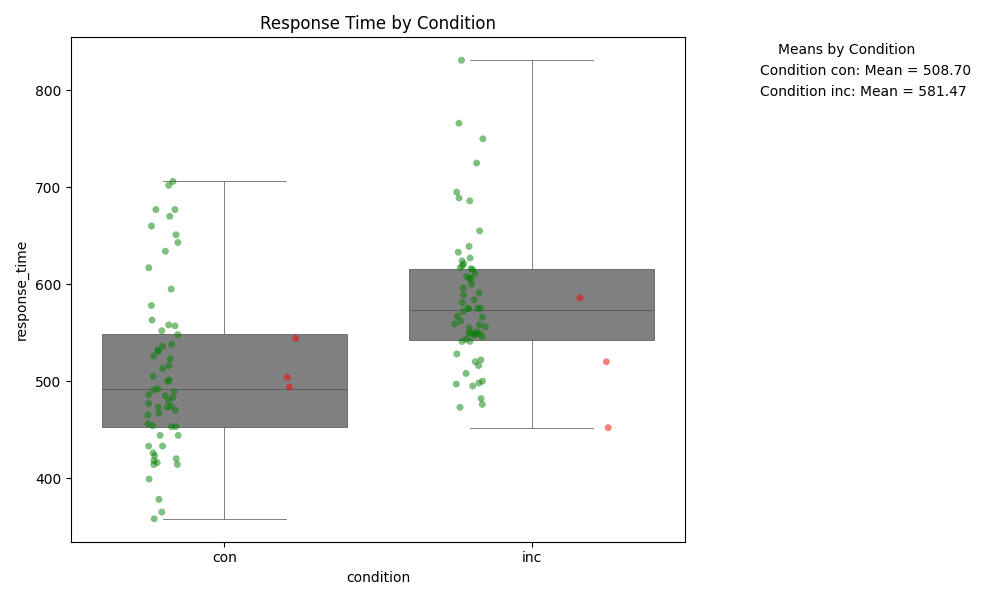 Response Time by Condition
Means by Condition
Condition con: Mean = 508.70
Condition inc: Mean = 581.47
response_time
800
700
600
500
400
con
inc
condition